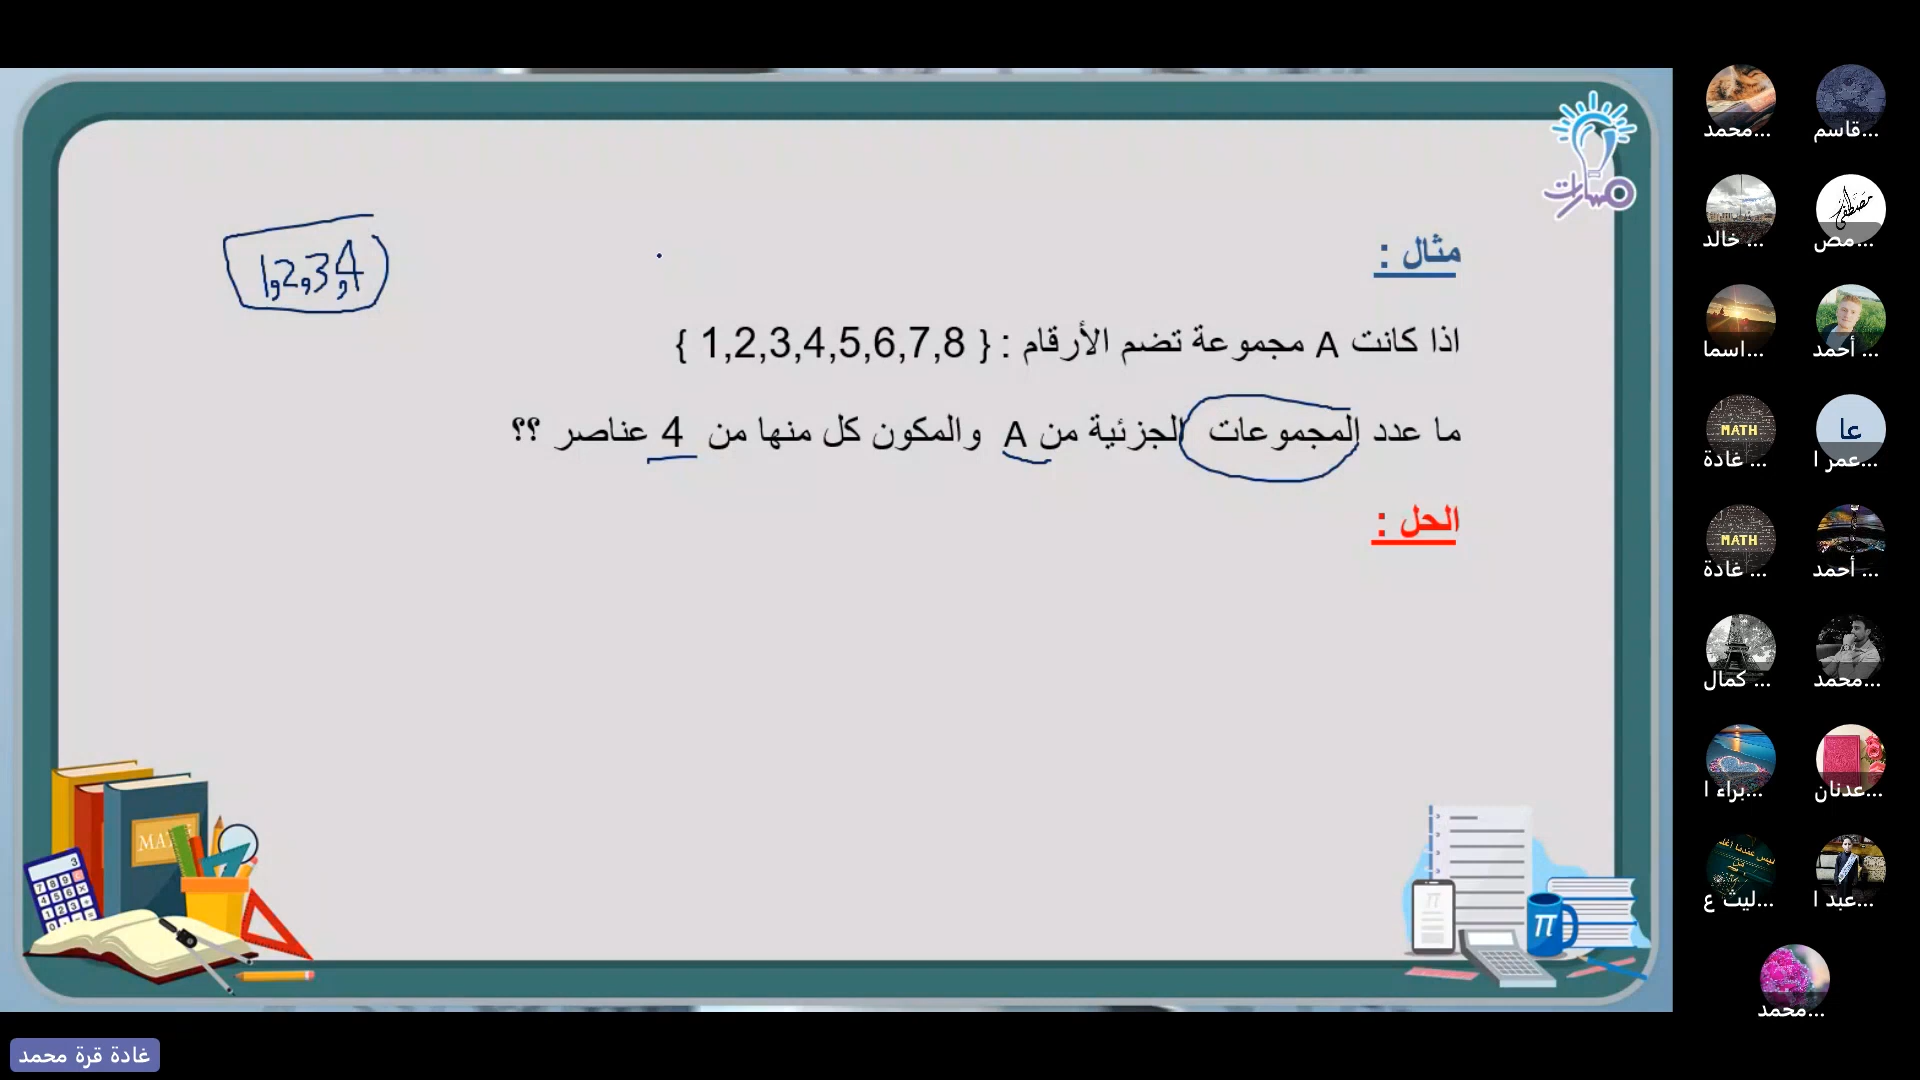 مسارات
مثال :
1,2,3,4
اذا كانت A مجموعة تضم الأرقام : { 1,2,3,4,5,6,7,8 }
ما عدد المجموعات الجزئية من A والمكون كل منها من 4 عناصر ؟؟
الحل :
MATH
π
π
محمد...
قاسم...
خالد ...
مص...
اسما...
أحمد ...
MATH
عا
غادة ...
عمر ا...
MATH
غادة ...
أحمد ...
كمال ...
محمد...
براء ا...
عدنان...
ليث ع...
عبد ا...
محمد...
غادة قرة محمد